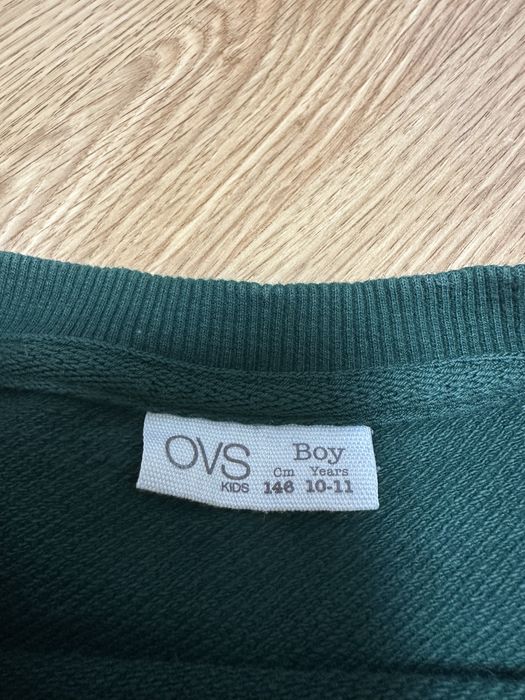 OVS Boy
Cm Years
KIDS 146 10-11